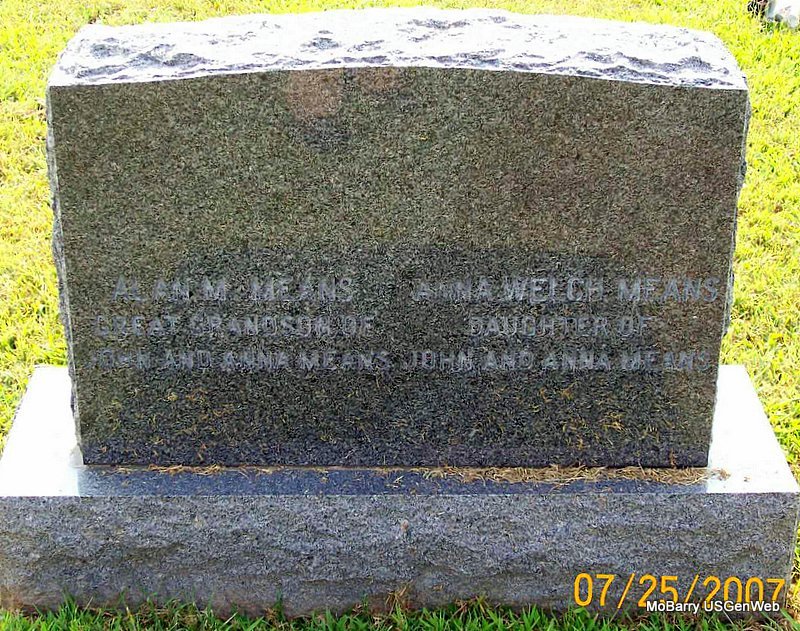 ALAN M. MEANS
GREAT GRANDSON OF
JOHN AND ANNA MEANS
ANNA WELCH MEANS
DAUGHTER OF
JOHN AND ANNA MEANS
07/25/2007
MoBarry USGenWeb